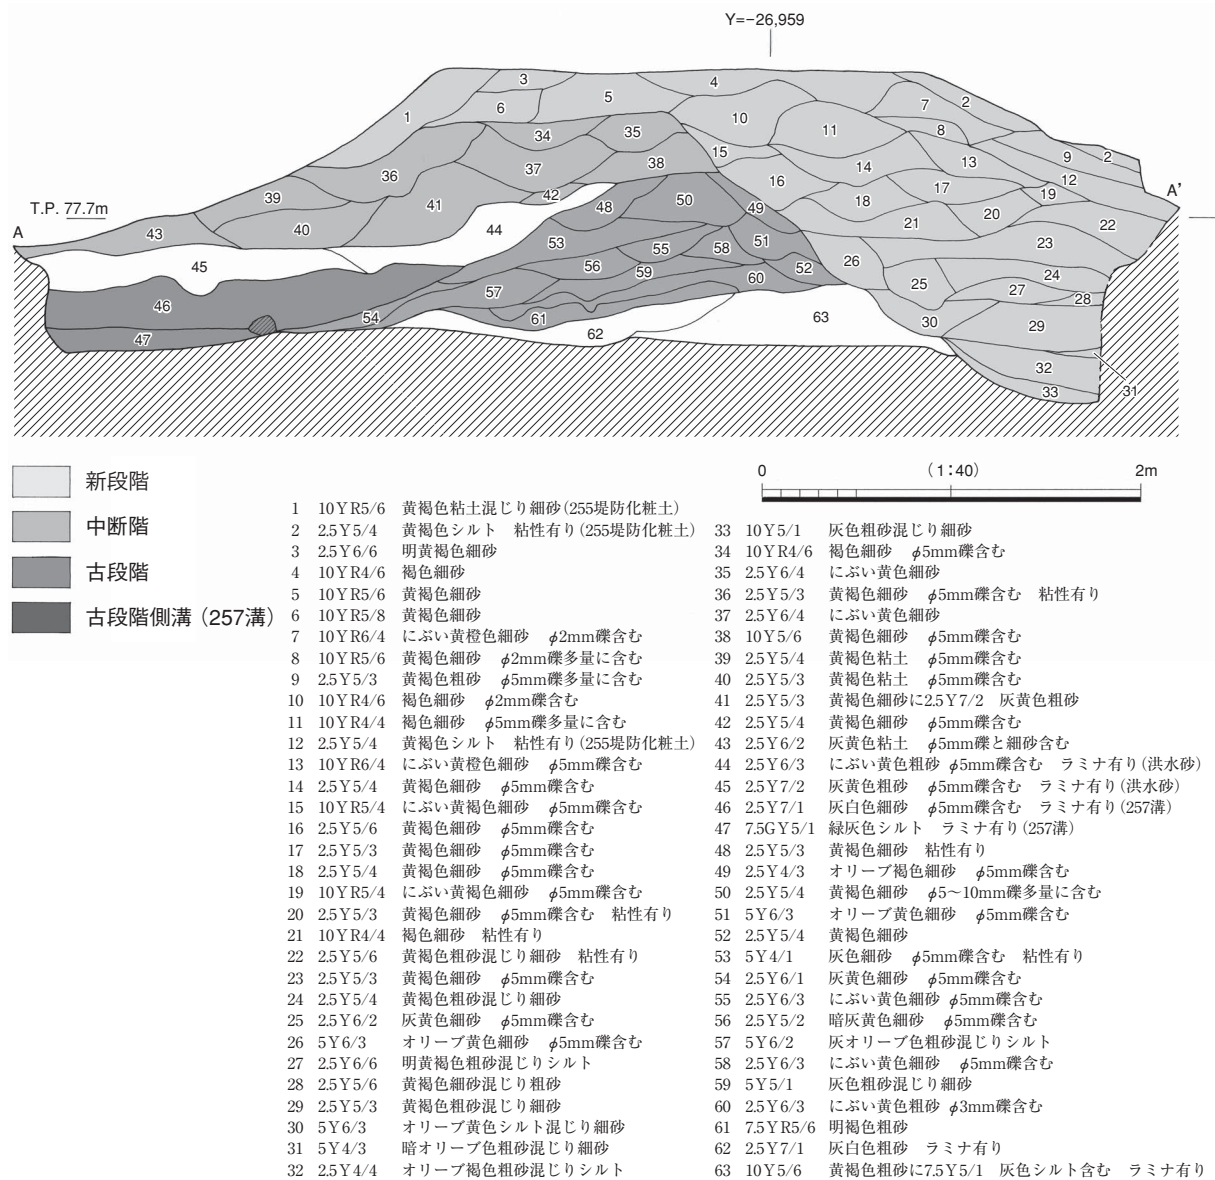 Y=−26,959
3
4
5
6
7
2
1
10
11
8
34
35
15
9
2
37
38
14
13
12
36
16
17
19
A'
39
42
50
18
T.P. 77.7m
41
48
49
20
22
A
43
40
44
53
55
58
51
21
23
45
56
59
60
52
26
24
46
57
25
27
28
54
61
62
63
30
29
47
32
31
33
新段階
中断階
古段階
古段階側溝（257溝）
0 （1:40） 2m
1 10YR5/6 黄褐色粘土混じり細砂（255堤防化粧土）
2 2.5Y5/4 黄褐色シルト 粘性有り（255堤防化粧土）
3 2.5Y6/6 明黄褐色細砂
4 10YR4/6 褐色細砂
5 10YR5/6 黄褐色細砂
6 10YR5/8 黄褐色細砂
7 10YR6/4 にぶい黄橙色細砂 φ2mm礫含む
8 10YR5/6 黄褐色細砂 φ2mm礫多量に含む
9 2.5Y5/3 黄褐色粗砂 φ5mm礫多量に含む
10 10YR4/6 褐色細砂 φ2mm礫含む
11 10YR4/4 褐色細砂 φ5mm礫多量に含む
12 2.5Y5/4 黄褐色シルト 粘性有り（255堤防化粧土）
13 10YR6/4 にぶい黄橙色細砂 φ5mm礫含む
14 2.5Y5/4 黄褐色細砂 φ5mm礫含む
15 10YR5/4 にぶい黄褐色細砂 φ5mm礫含む
16 2.5Y5/6 黄褐色細砂 φ5mm礫含む
17 2.5Y5/3 黄褐色細砂 φ5mm礫含む
18 2.5Y5/4 黄褐色細砂 φ5mm礫含む
19 10YR5/4 にぶい黄褐色細砂 φ5mm礫含む
20 2.5Y5/3 黄褐色細砂 φ5mm礫含む 粘性有り
21 10YR4/4 褐色細砂 粘性有り
22 2.5Y5/6 黄褐色粗砂混じり細砂 粘性有り
23 2.5Y5/3 黄褐色細砂 φ5mm礫含む
24 2.5Y5/4 黄褐色粗砂混じり細砂
25 2.5Y6/2 灰黄色細砂 φ5mm礫含む
26 5Y6/3 オリーブ黄色細砂 φ5mm礫含む
27 2.5Y6/6 明黄褐色粗砂混じりシルト
28 2.5Y5/6 黄褐色細砂混じり粗砂
29 2.5Y5/3 黄褐色粗砂混じり細砂
30 5Y6/3 オリーブ黄色シルト混じり細砂
31 5Y4/3 暗オリーブ色粗砂混じり細砂
32 2.5Y4/4 オリーブ褐色粗砂混じりシルト
33 10Y5/1 灰色粗砂混じり細砂
34 10YR4/6 褐色細砂 φ5mm礫含む
35 2.5Y6/4 にぶい黄色細砂
36 2.5Y5/3 黄褐色細砂 φ5mm礫含む 粘性有り
37 2.5Y6/4 にぶい黄色細砂
38 10Y5/6 黄褐色細砂 φ5mm礫含む
39 2.5Y5/4 黄褐色粘土 φ5mm礫含む
40 2.5Y5/3 黄褐色粘土 φ5mm礫含む
41 2.5Y5/3 黄褐色細砂に2.5Y7/2 灰黄色粗砂
42 2.5Y5/4 黄褐色細砂 φ5mm礫含む
43 2.5Y6/2 灰黄色粘土 φ5mm礫と細砂含む
44 2.5Y6/3 にぶい黄色粗砂 φ5mm礫含む ラミナ有り（洪水砂）
45 2.5Y7/2 灰黄色粗砂 φ5mm礫含む ラミナ有り（洪水砂）
46 2.5Y7/1 灰白色細砂 φ5mm礫含む ラミナ有り（257溝）
47 7.5GY5/1 緑灰色シルト ラミナ有り（257溝）
48 2.5Y5/3 黄褐色細砂 粘性有り
49 2.5Y4/3 オリーブ褐色細砂 φ5mm礫含む
50 2.5Y5/4 黄褐色細砂 φ5〜10mm礫多量に含む
51 5Y6/3 オリーブ黄色細砂 φ5mm礫含む
52 2.5Y5/4 黄褐色細砂
53 5Y4/1 灰色細砂 φ5mm礫含む 粘性有り
54 2.5Y6/1 灰黄色細砂 φ5mm礫含む
55 2.5Y6/3 にぶい黄色細砂 φ5mm礫含む
56 2.5Y5/2 暗灰黄色細砂 φ5mm礫含む
57 5Y6/2 灰オリーブ色粗砂混じりシルト
58 2.5Y6/3 にぶい黄色細砂 φ5mm礫含む
59 5Y5/1 灰色粗砂混じり細砂
60 2.5Y6/3 にぶい黄色粗砂 φ3mm礫含む
61 7.5YR5/6 明褐色粗砂
62 2.5Y7/1 灰白色粗砂 ラミナ有り
63 10Y5/6 黄褐色粗砂に7.5Y5/1 灰色シルト含む ラミナ有り